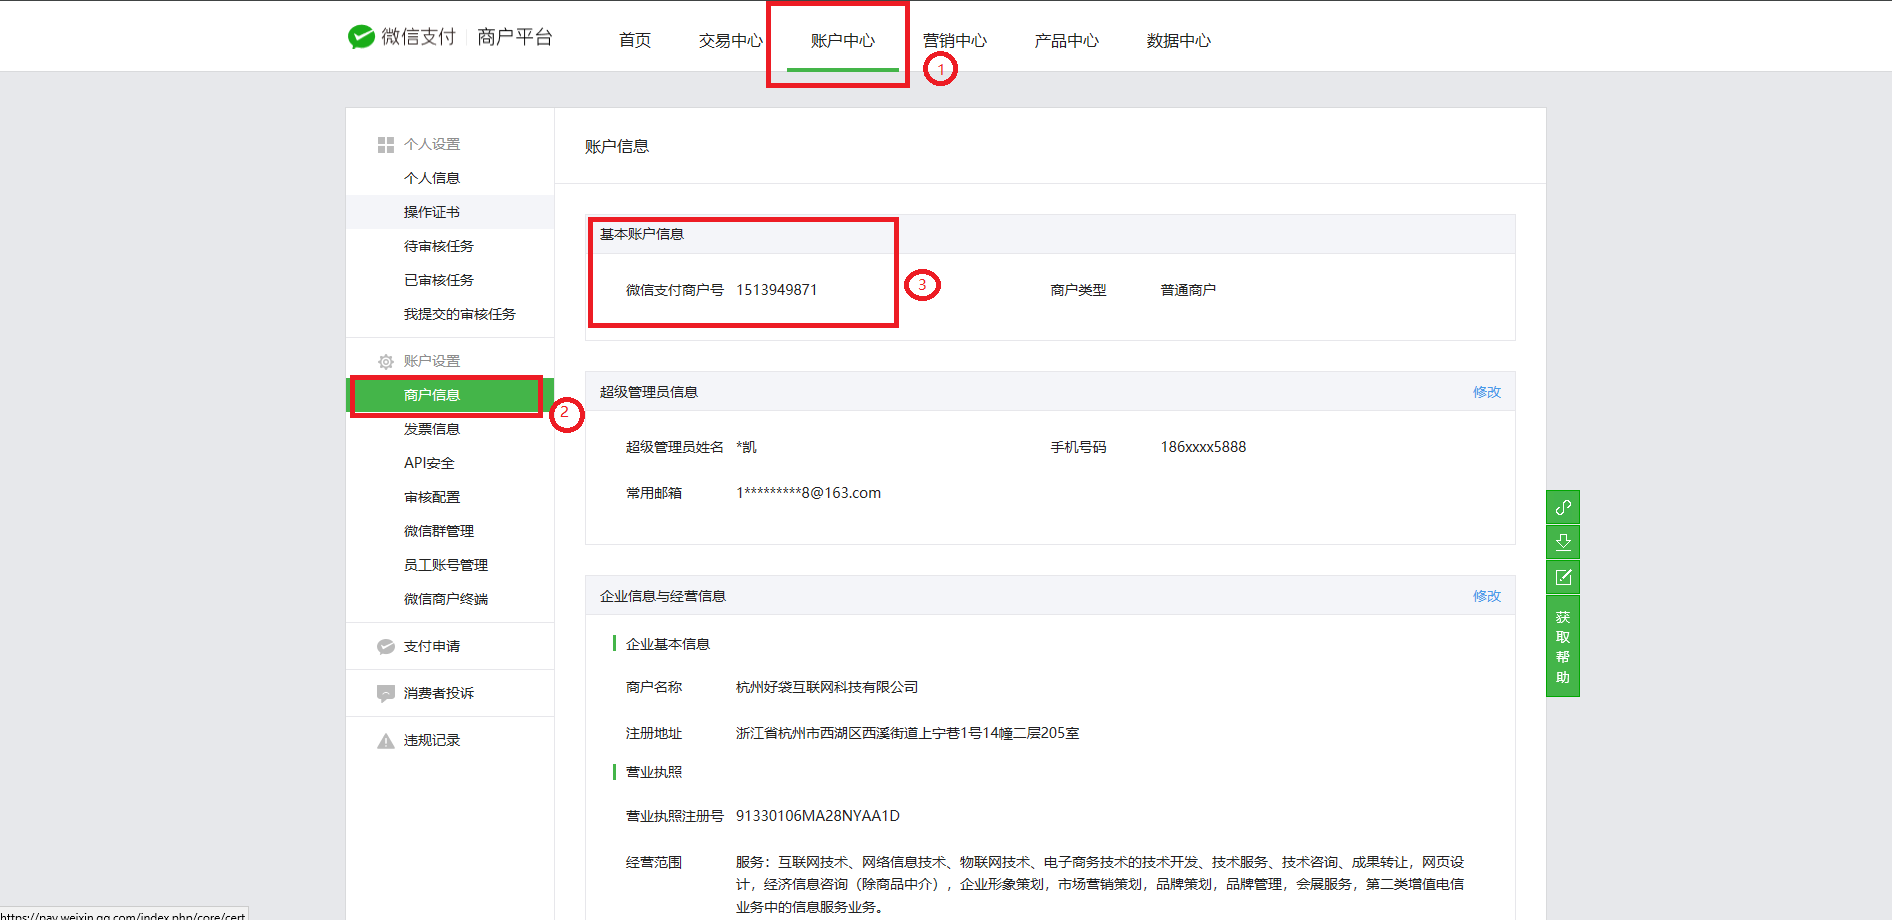 微信支付 商户平台 首页 交易中心 账户中心 营销中心 产品中心 数据中心
1
个人设置
个人信息
操作证书
待审核任务
已审核任务
我提交的审核任务
账户设置
商户信息
2
发票信息
API安全
审核配置
微信群管理
员工账号管理
微信商户终端
支付申请
消费者投诉
违规记录
账户信息
基本账户信息
微信支付商户号 1513949871 3 商户类型 普通商户
超级管理员信息 修改
超级管理员姓名 *凯 手机号码 186xxxx5888
常用邮箱 1*********8@163.com
企业信息与经营信息 修改
企业基本信息
商户名称 杭州好袋互联网科技有限公司
注册地址 浙江省杭州市西湖区西溪街道上宁巷1号14幢二层205室
营业执照
营业执照注册号 91330106MA28NYAA1D
经营范围 服务：互联网技术、网络信息技术、物联网技术、电子商务技术的技术开发、技术服务、技术咨询、成果转让，网页设
计，经济信息咨询（除商品中介），企业形象策划，市场营销策划，品牌策划，品牌管理，会展服务，第二类增值电信
业务中的信息服务业务。
获
取
帮
助
https://pay.weixin.qq.com/index.php/core/cert